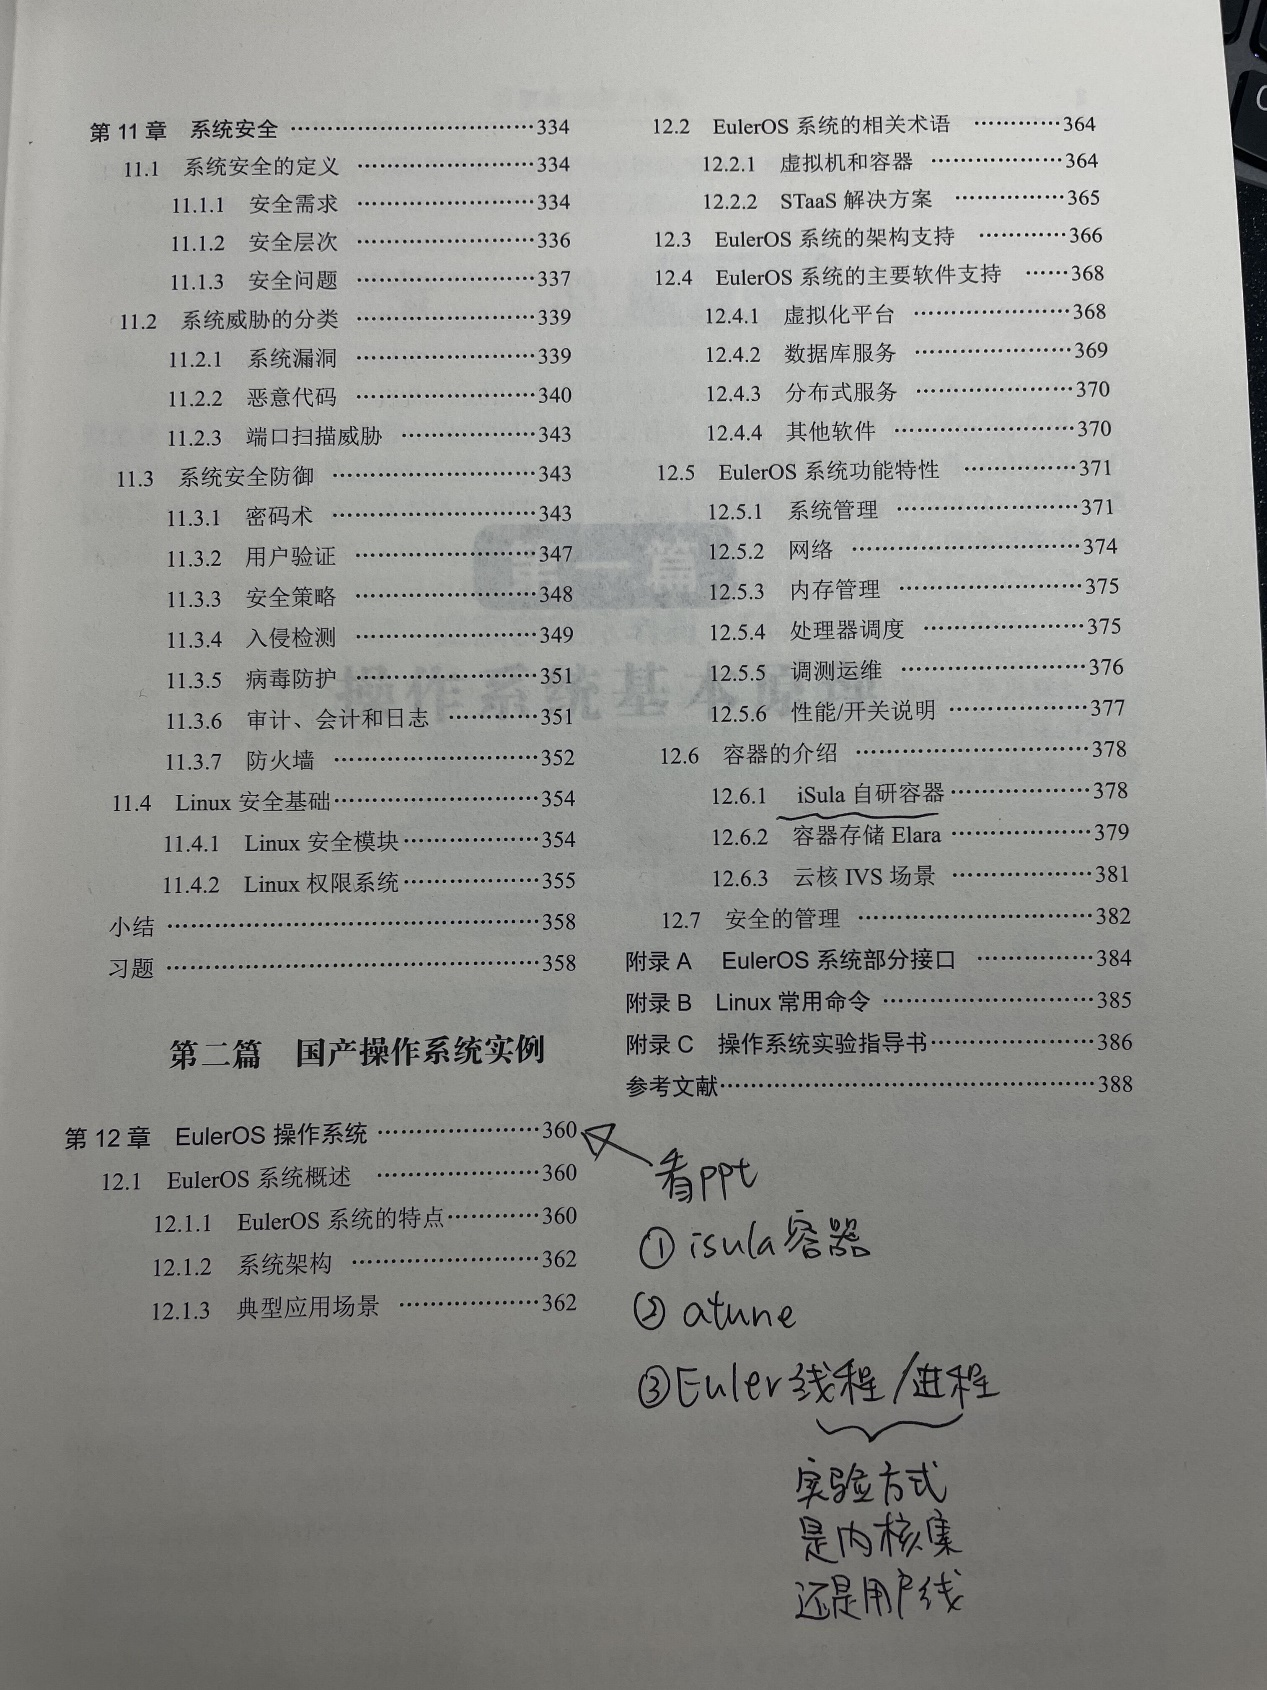 第 11 章 系统安全 ……………………………334
11.1 系统安全的定义 ……………………334
11.1.1 安全需求 ……………………334
11.1.2 安全层次 ……………………336
11.1.3 安全问题 ……………………337
11.2 系统威胁的分类 ……………………339
11.2.1 系统漏洞 ……………………339
11.2.2 恶意代码 ……………………340
11.2.3 端口扫描威胁 ………………343
11.3 系统安全防御 ………………………343
11.3.1 密码术 ………………………343
11.3.2 用户验证 ……………………347
11.3.3 安全策略 ……………………348
11.3.4 入侵检测 ……………………349
11.3.5 病毒防护 ……………………351
11.3.6 审计、会计和日志 …………351
11.3.7 防火墙 ………………………352
11.4 Linux 安全基础………………………354
11.4.1 Linux 安全模块………………354
11.4.2 Linux 权限系统………………355
小结 ……………………………………………358
习题 ……………………………………………358
第二篇 国产操作系统实例
第 12 章 EulerOS 操作系统 …………………360
12.1 EulerOS 系统概述 …………………360
12.1.1 EulerOS 系统的特点…………360
12.1.2 系统架构 ……………………362
12.1.3 典型应用场景 ………………362
12.2 EulerOS 系统的相关术语 …………364
12.2.1 虚拟机和容器 ………………364
12.2.2 STaaS 解决方案 ……………365
12.3 EulerOS 系统的架构支持 …………366
12.4 EulerOS 系统的主要软件支持 ……368
12.4.1 虚拟化平台 …………………368
12.4.2 数据库服务 …………………369
12.4.3 分布式服务 …………………370
12.4.4 其他软件 ……………………370
12.5 EulerOS 系统功能特性 ……………371
12.5.1 系统管理 ……………………371
12.5.2 网络 …………………………374
12.5.3 内存管理 ……………………375
12.5.4 处理器调度 …………………375
12.5.5 调测运维 ……………………376
12.5.6 性能/开关说明 ………………377
12.6 容器的介绍 …………………………378
12.6.1 iSula 自研容器………………378
12.6.2 容器存储 Elara ………………379
12.6.3 云核 IVS 场景 ………………381
12.7 安全的管理 …………………………382
附录 A EulerOS 系统部分接口 ……………384
附录 B Linux 常用命令 ………………………385
附录 C 操作系统实验指导书…………………386
参考文献…………………………………………388
看ppt
① isula容器
② atune
③ Euler线程/进程
实验方式
是内核集
还是用户线